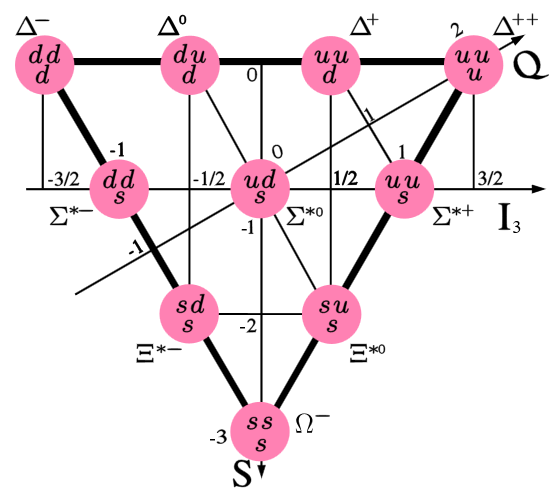 Δ⁻ Δ⁰ Δ⁺ 2 Δ⁺⁺
d d d u u u u u
d d d u
0 Q
1
-1 0 1
-3/2 d d -1/2 u d 1/2 u u 3/2
s s s
Σ*⁻ -1 Σ*⁰ Σ*⁺ I₃
-1
s d s u
s -2 s
Ξ*⁻ Ξ*⁰
s s Ω⁻
-3 s
S